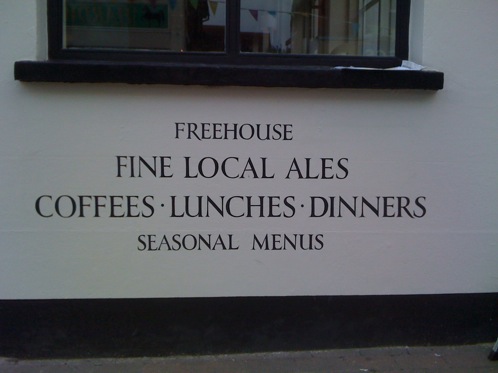 FREEHOUSE
FINE LOCAL ALES
COFFEES · LUNCHES · DINNERS
SEASONAL MENUS